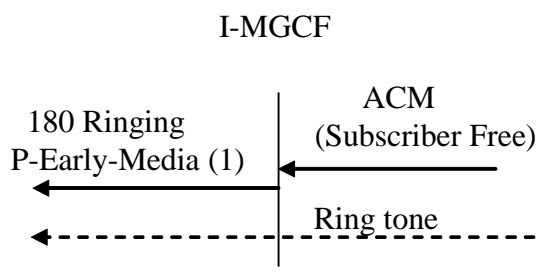 I-MGCF
180 Ringing
P-Early-Media (1)
ACM
(Subscriber Free)
Ring tone